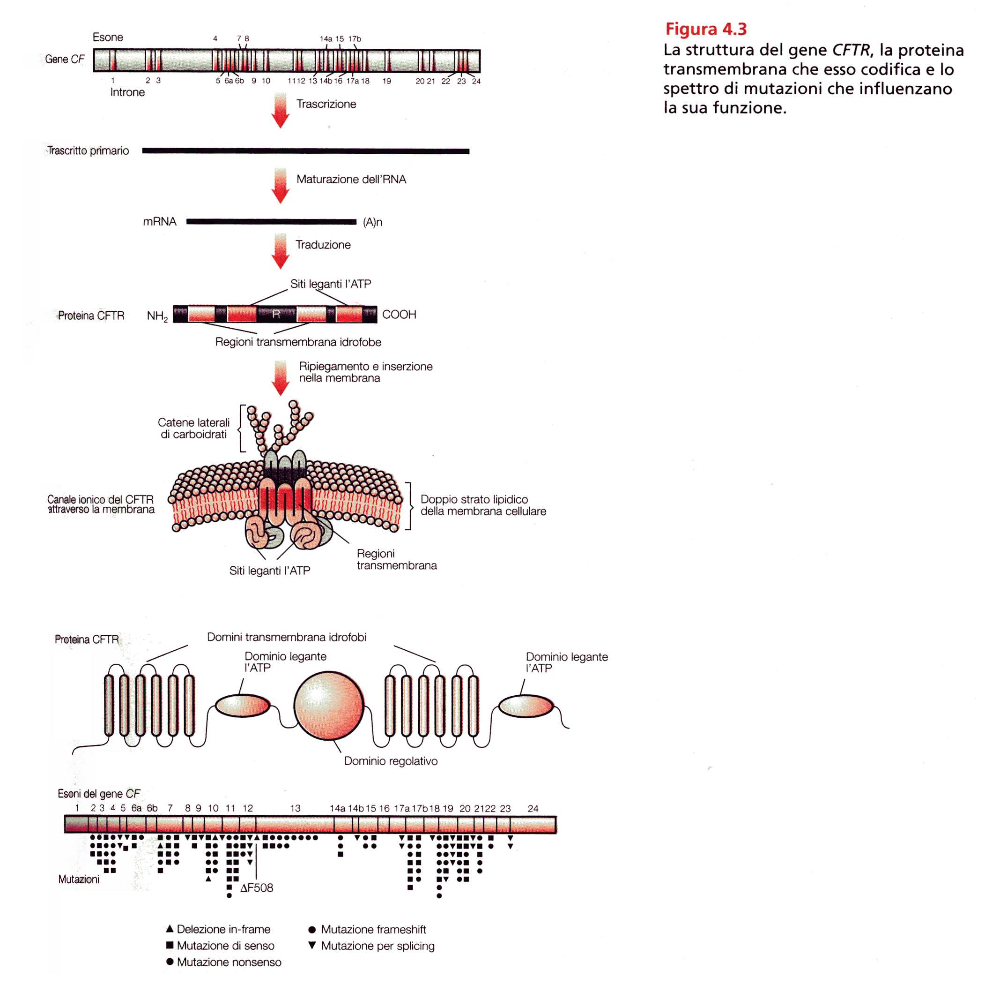 Figura 4.3
La struttura del gene CFTR, la proteina
transmembrana che esso codifica e lo
spettro di mutazioni che influenzano
la sua funzione.
Esone
4 7 8 14a 15 17b
Gene CF
1 2 3 5 6a 6b 9 10 11 12 13 14b 16 17a 18 19 20 21 22 23 24
Introne
Trascrizione
Trascritto primario
Maturazione dell'RNA
mRNA (A)n
Traduzione
Siti leganti l'ATP
Proteina CFTR NH2 R COOH
Regioni transmembrana idrofobe
Ripiegamento e inserzione
nella membrana
Catene laterali
di carboidrati
Canale ionico del CFTR
attraverso la membrana
Doppio strato lipidico
della membrana cellulare
Regioni
transmembrana
Siti leganti l'ATP
Proteina CFTR
Domini transmembrana idrofobi
Dominio legante
l'ATP
Dominio legante
l'ATP
Dominio regolativo
Esoni del gene CF
1 2 3 4 5 6a 6b 7 8 9 10 11 12 13 14a 14b 15 16 17a 17b 18 19 20 21 22 23 24
Mutazioni
ΔF508
▲ Delezione in-frame
■ Mutazione di senso
● Mutazione nonsenso
● Mutazione frameshift
▼ Mutazione per splicing